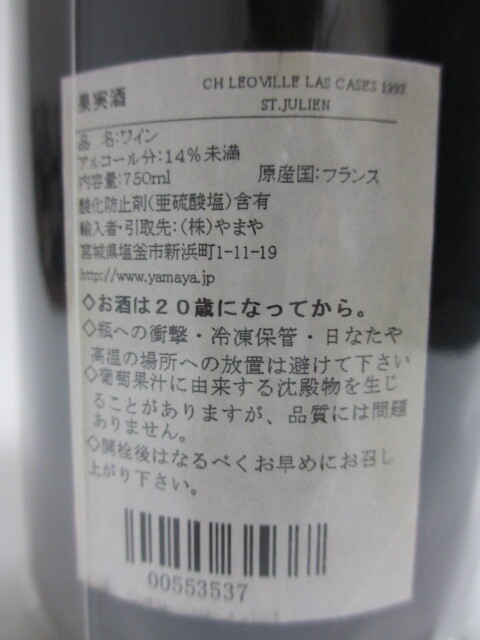 果実酒
CH LEOVILLE LAS CASES 1993
ST.JULIEN
品 名:ワイン
アルコール分:14%未満
内容量:750ml 原産国:フランス
酸化防止剤(亜硫酸塩)含有
輸入者・引取先:(株)やまや
宮城県塩釜市新浜町1-11-19
http://www.yamaya.jp
◇お酒は20歳になってから。
◇瓶への衝撃・冷凍保管・日なたや
高温の場所への放置は避けて下さい
◇葡萄果汁に由来する沈殿物を生じ
ることがありますが、品質には問題
ありません。
◇開栓後はなるべくお早めにお召し
上がり下さい。
00553537